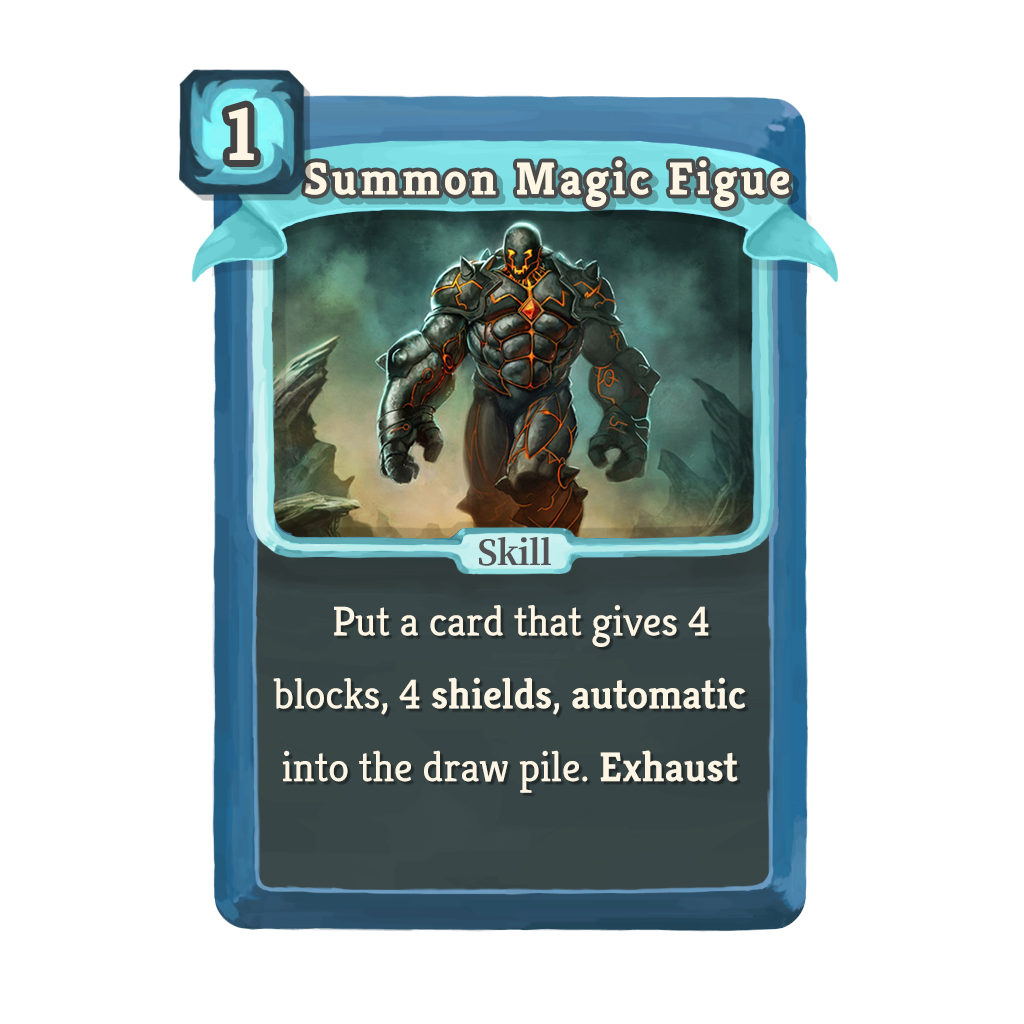 1
Summon Magic Figue
Skill
Put a card that gives 4
blocks, 4 shields, automatic
into the draw pile. Exhaust